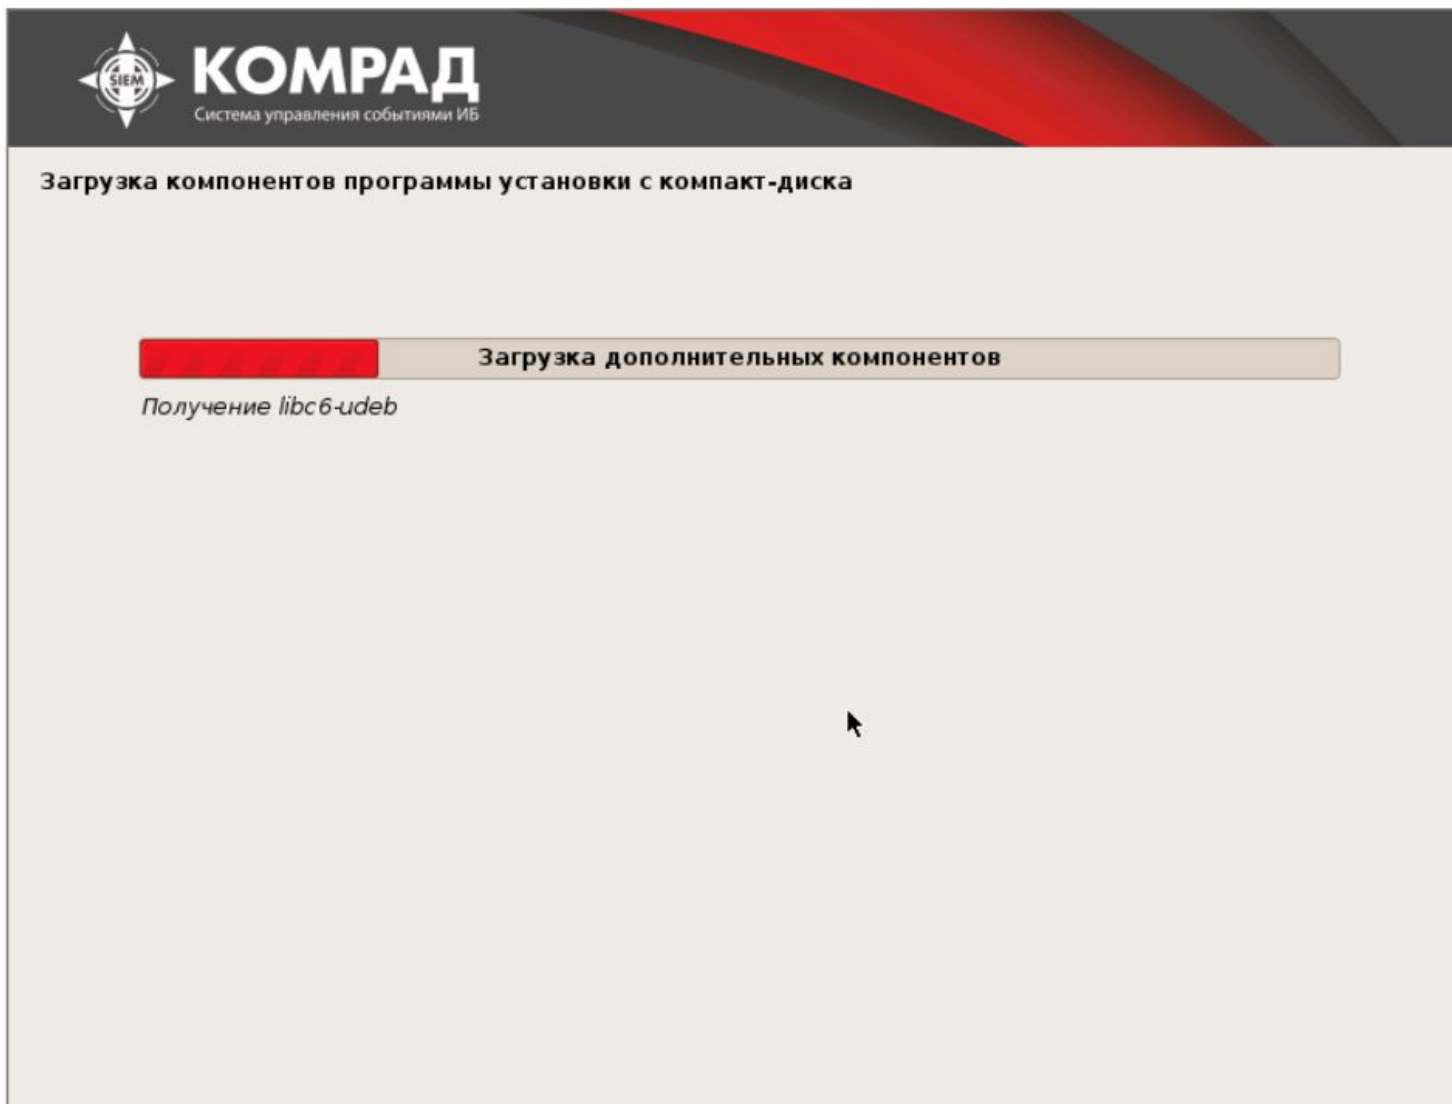 SIEM
КОМРАД
Система управления событиями ИБ
Загрузка компонентов программы установки с компакт-диска
Загрузка дополнительных компонентов
Получение libc6-udeb